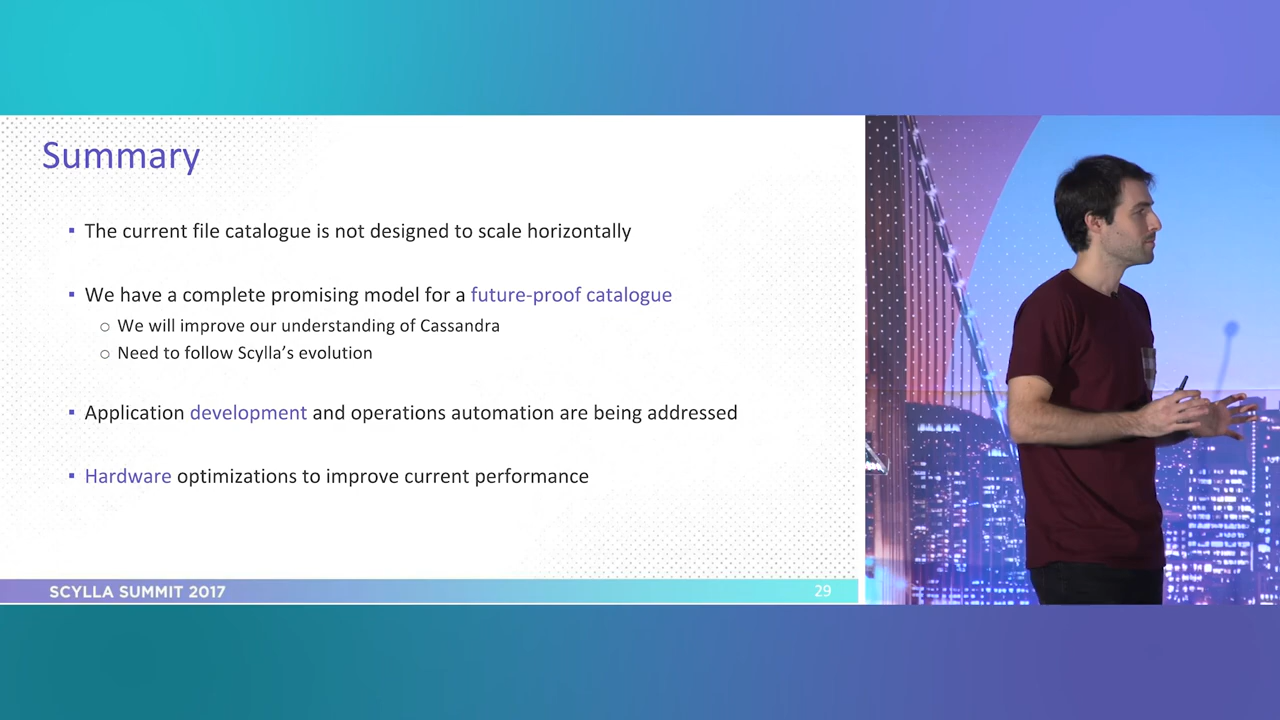 Summary
▪ The current file catalogue is not designed to scale horizontally
▪ We have a complete promising model for a future-proof catalogue
○ We will improve our understanding of Cassandra
○ Need to follow Scylla’s evolution
▪ Application development and operations automation are being addressed
▪ Hardware optimizations to improve current performance
SCYLLA SUMMIT 2017 29